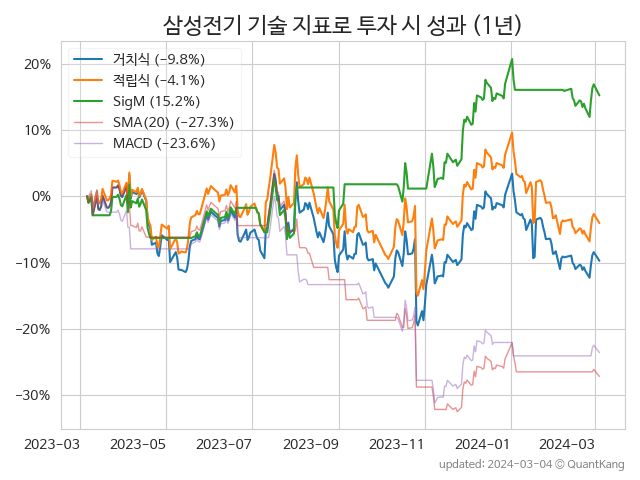 삼성전기 기술 지표로 투자 시 성과 (1년)
거치식 (−9.8%)
적립식 (−4.1%)
SigM (15.2%)
SMA(20) (−27.3%)
MACD (−23.6%)
20%
10%
0%
−10%
−20%
−30%
2023-03 2023-05 2023-07 2023-09 2023-11 2024-01 2024-03
updated: 2024-03-04 © QuantKang